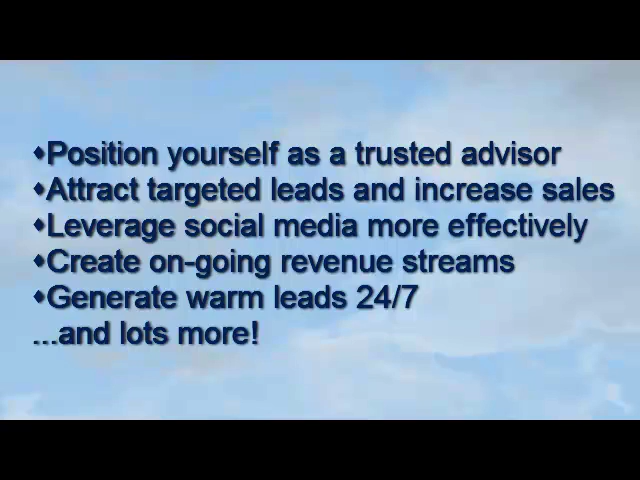 ♦Position yourself as a trusted advisor
♦Attract targeted leads and increase sales
♦Leverage social media more effectively
♦Create on-going revenue streams
♦Generate warm leads 24/7
...and lots more!